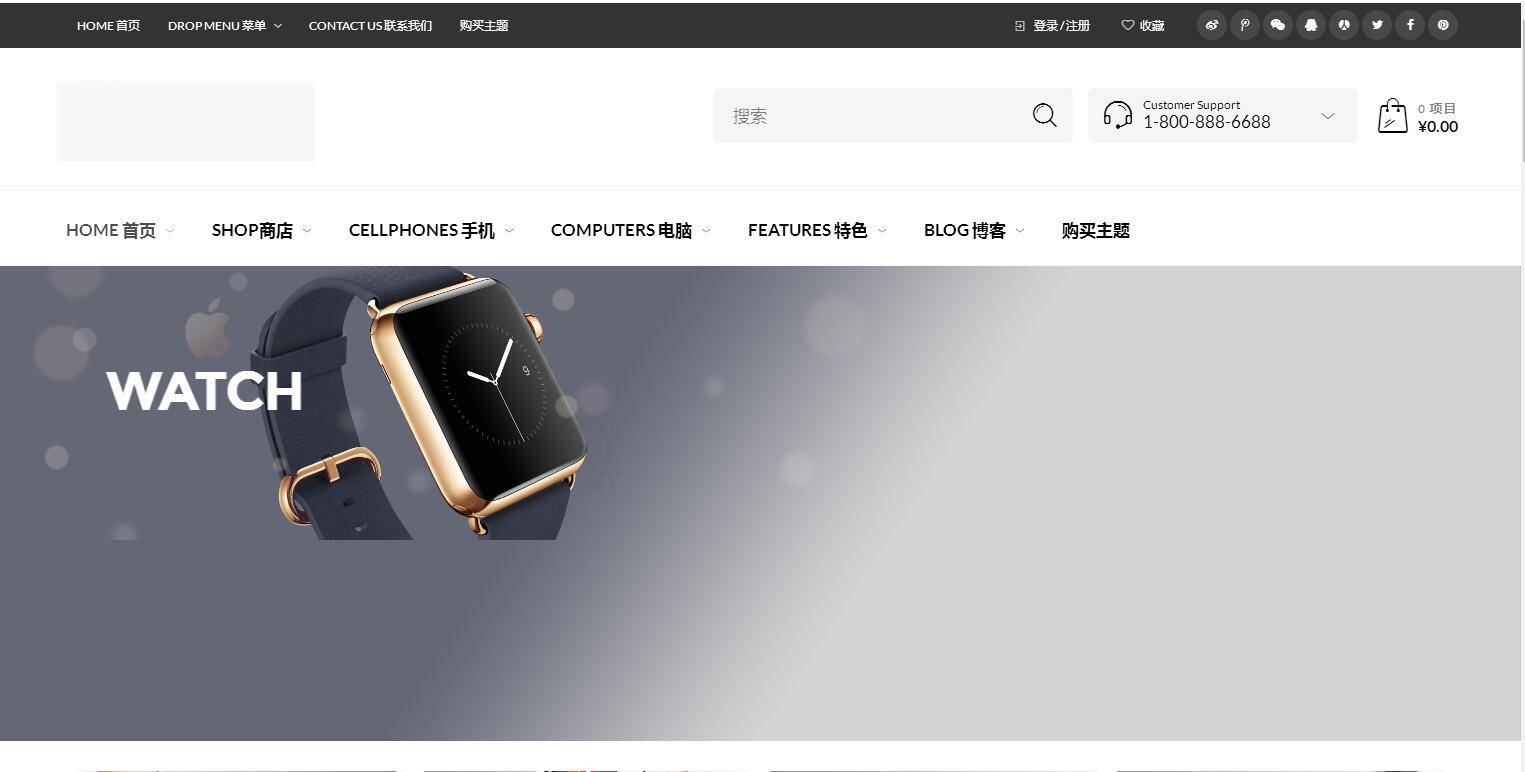 HOME 首页 DROP MENU 菜单 CONTACT US 联系我们 购买主题 登录/注册 收藏
搜索
Customer Support
1-800-888-6688
0 项目
¥0.00
HOME 首页 SHOP商店 CELLPHONES 手机 COMPUTERS 电脑 FEATURES 特色 BLOG 博客 购买主题
WATCH
9